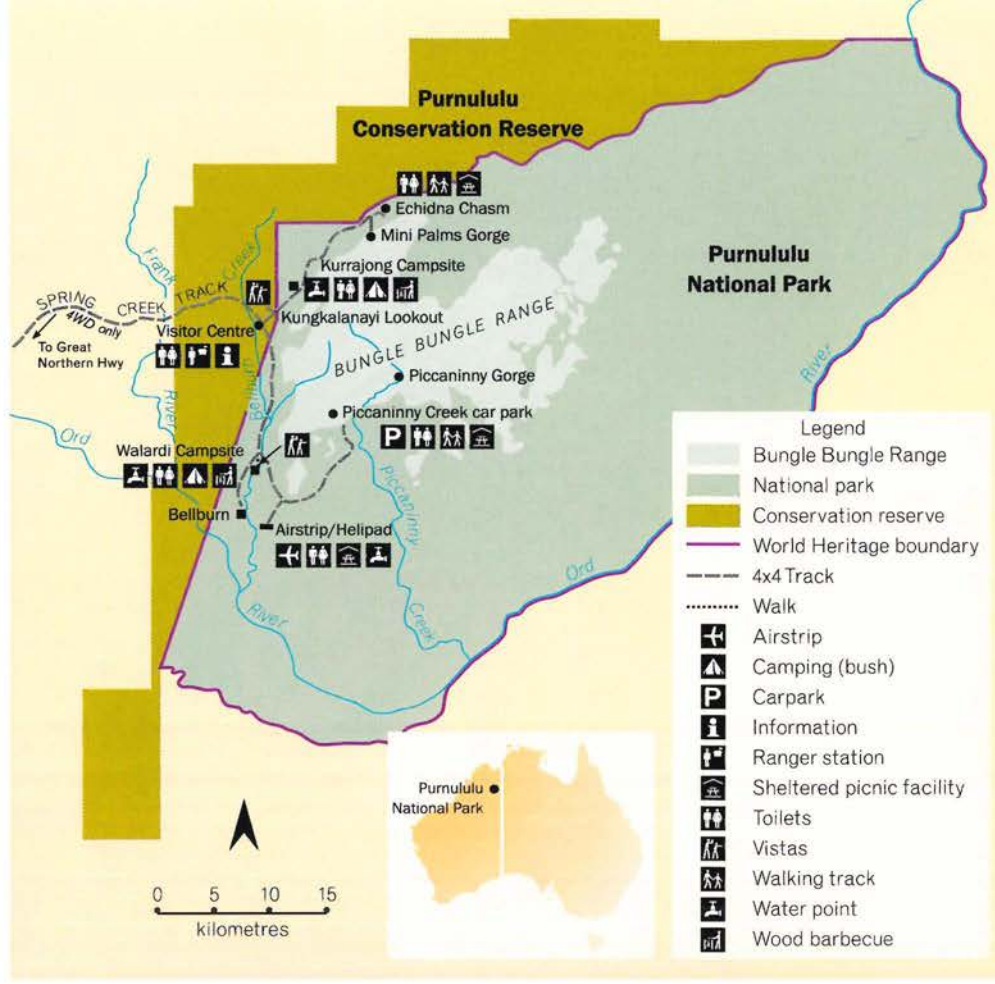 Purnululu
Conservation Reserve
Echidna Chasm
Mini Palms Gorge
Purnululu
National Park
Frank
River
Creek
Kurrajong Campsite
SPRING CREEK TRACK
4WD only
To Great
Northern Hwy
Visitor Centre
Kungkalanayi Lookout
BUNGLE BUNGLE RANGE
Bellburn
Piccaninny Gorge
Piccaninny Creek car park
P
Ord
River
Walardi Campsite
Bellburn
Airstrip/Helipad
Piccaninny
Creek
Ord
River
Legend
Bungle Bungle Range
National park
Conservation reserve
World Heritage boundary
4x4 Track
Walk
Airstrip
Camping (bush)
P Carpark
i Information
Ranger station
Sheltered picnic facility
Toilets
Vistas
Walking track
Water point
Wood barbecue
Purnululu
National Park
0 5 10 15
kilometres